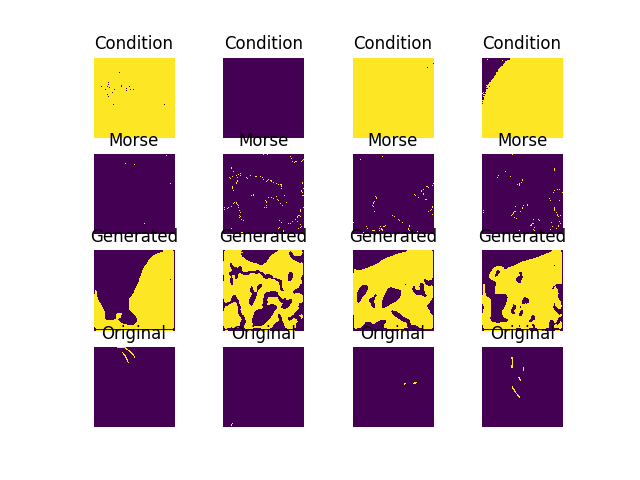 Condition Condition Condition Condition
Morse Morse Morse Morse
Generated Generated Generated Generated
Original Original Original Original